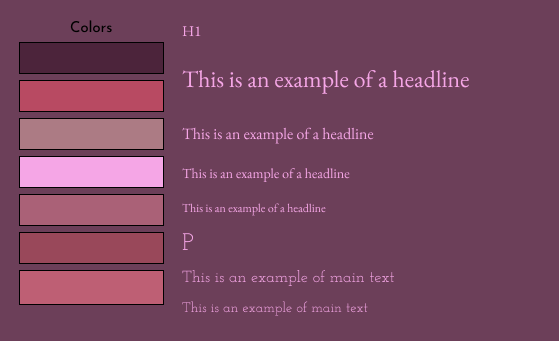 Colors
H1
This is an example of a headline
This is an example of a headline
This is an example of a headline
This is an example of a headline
P
This is an example of main text
This is an example of main text